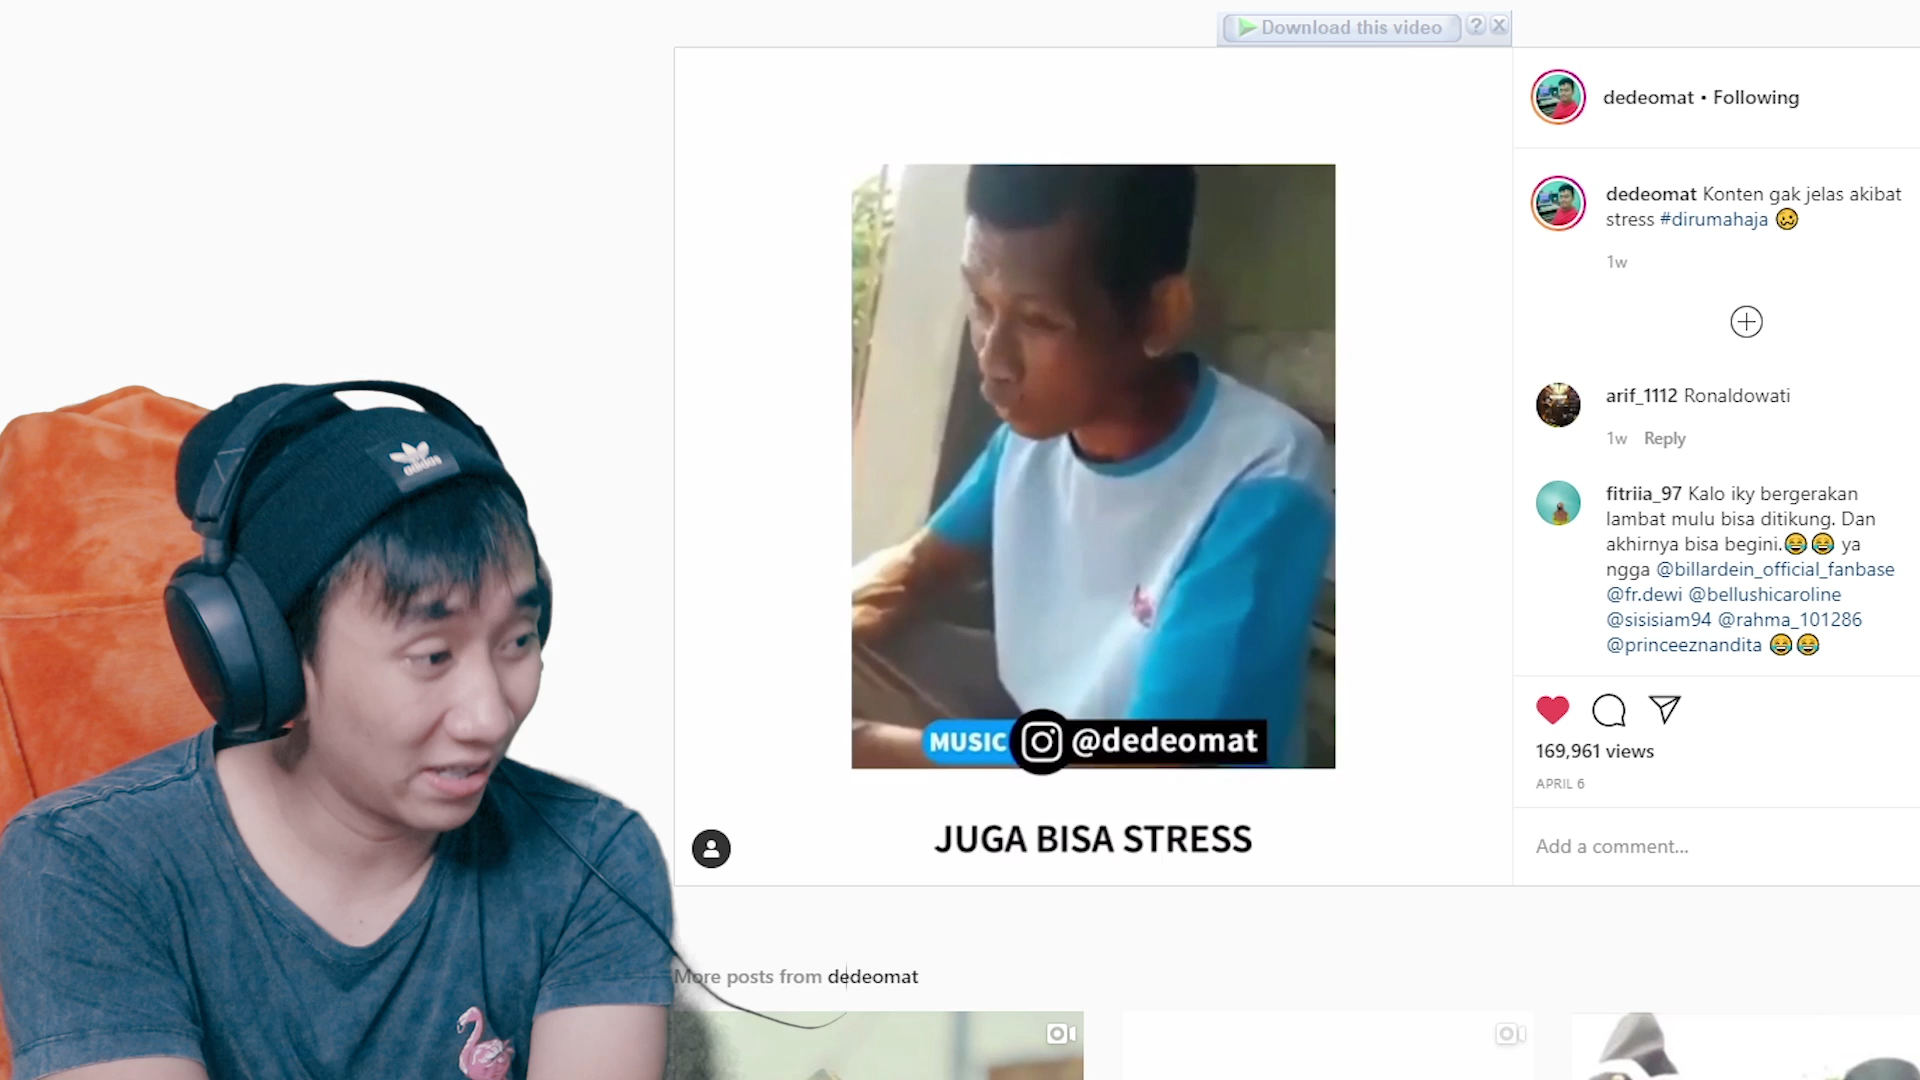 Download this video
dedeomat • Following
dedeomat Konten gak jelas akibat
stress #dirumahaja
1w
arif_1112 Ronaldowati
1w Reply
fitriia_97 Kalo iky bergerakan
lambat mulu bisa ditikung. Dan
akhirnya bisa begini. ya
ngga @billardein_official_fanbase
@fr.dewi @bellushicaroline
@sisisiam94 @rahma_101286
@princeeznandita
169,961 views
APRIL 6
Add a comment...
MUSIC @dedeomat
JUGA BISA STRESS
adidas
More posts from dedeomat